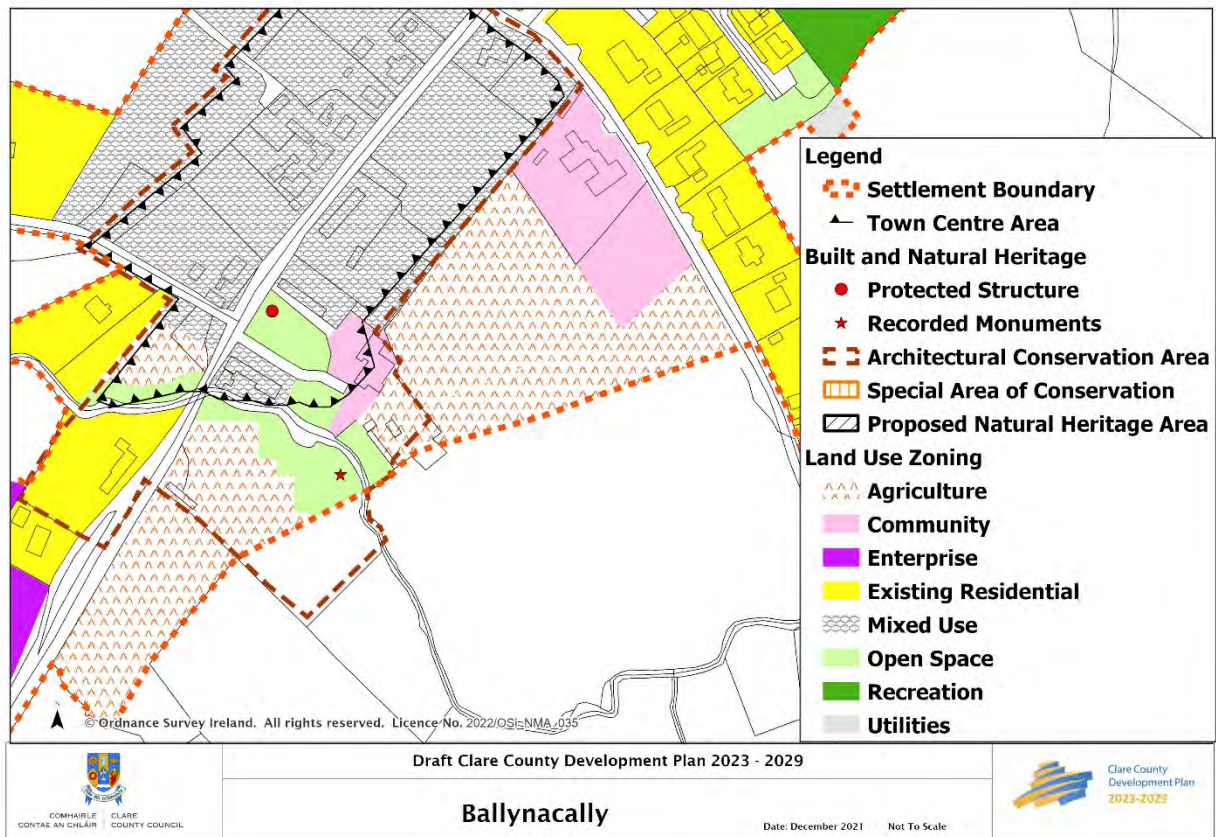 Legend
Settlement Boundary
Town Centre Area
Built and Natural Heritage
Protected Structure
Recorded Monuments
Architectural Conservation Area
Special Area of Conservation
Proposed Natural Heritage Area
Land Use Zoning
Agriculture
Community
Enterprise
Existing Residential
Mixed Use
Open Space
Recreation
Utilities
N
© Ordnance Survey Ireland. All rights reserved. Licence No. 2022/OSi-NMA_035
Draft Clare County Development Plan 2023 - 2029
Ballynacally
Date: December 2021 Not To Scale
COMHAIRLE CONTAE AN CHLÁIR
CLARE COUNTY COUNCIL
Clare County
Development Plan
2023-2029